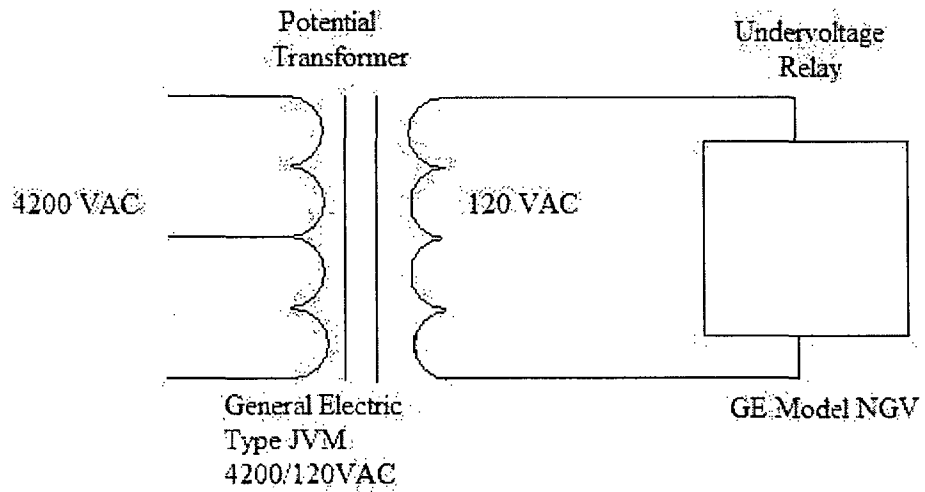 Potential
Transformer
Undervoltage
Relay
4200 VAC
120 VAC
General Electric
Type JVM
4200/120VAC
GE Model NGV